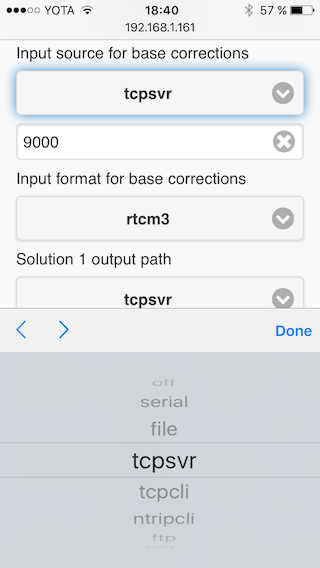 YOTA 18:40 57 %
192.168.1.161
Input source for base corrections
tcpsvr
9000
Input format for base corrections
rtcm3
Solution 1 output path
tcpsvr
Done
off
serial
file
tcpsvr
tcpcli
ntripcli
ftp